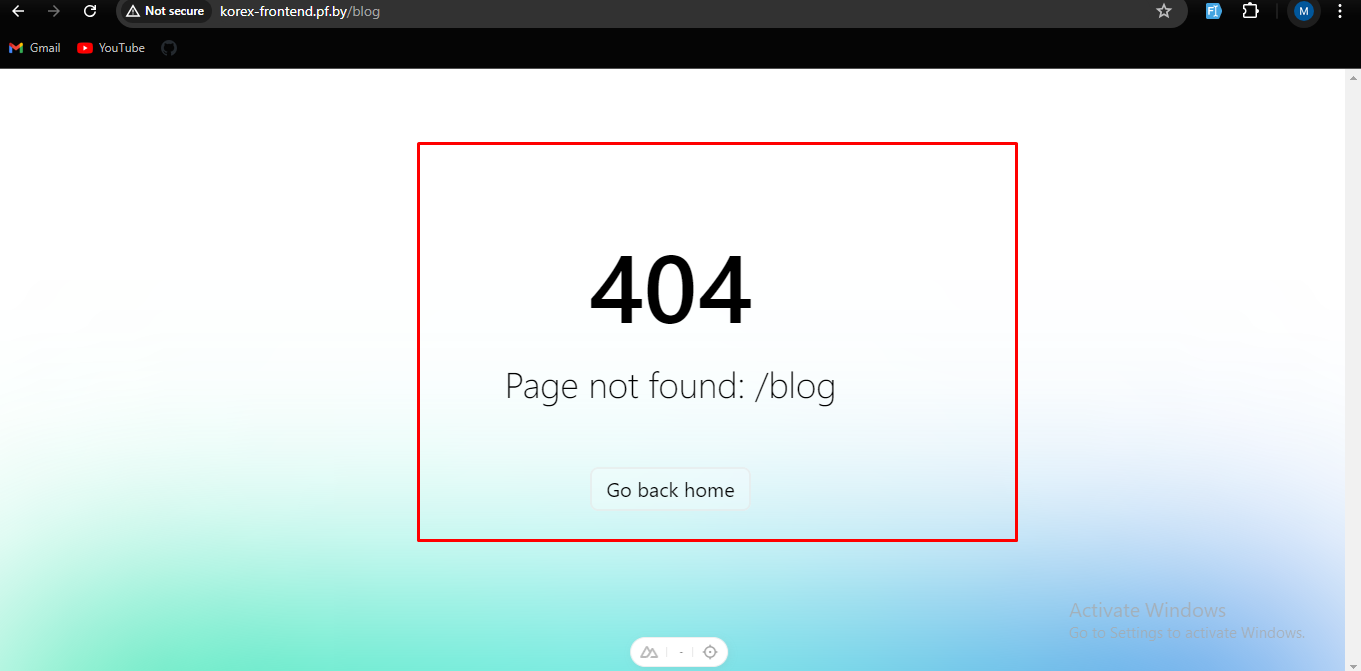 Not secure korex-frontend.pf.by/blog
M
Gmail YouTube
404
Page not found: /blog
Go back home
Activate Windows
Go to Settings to activate Windows.